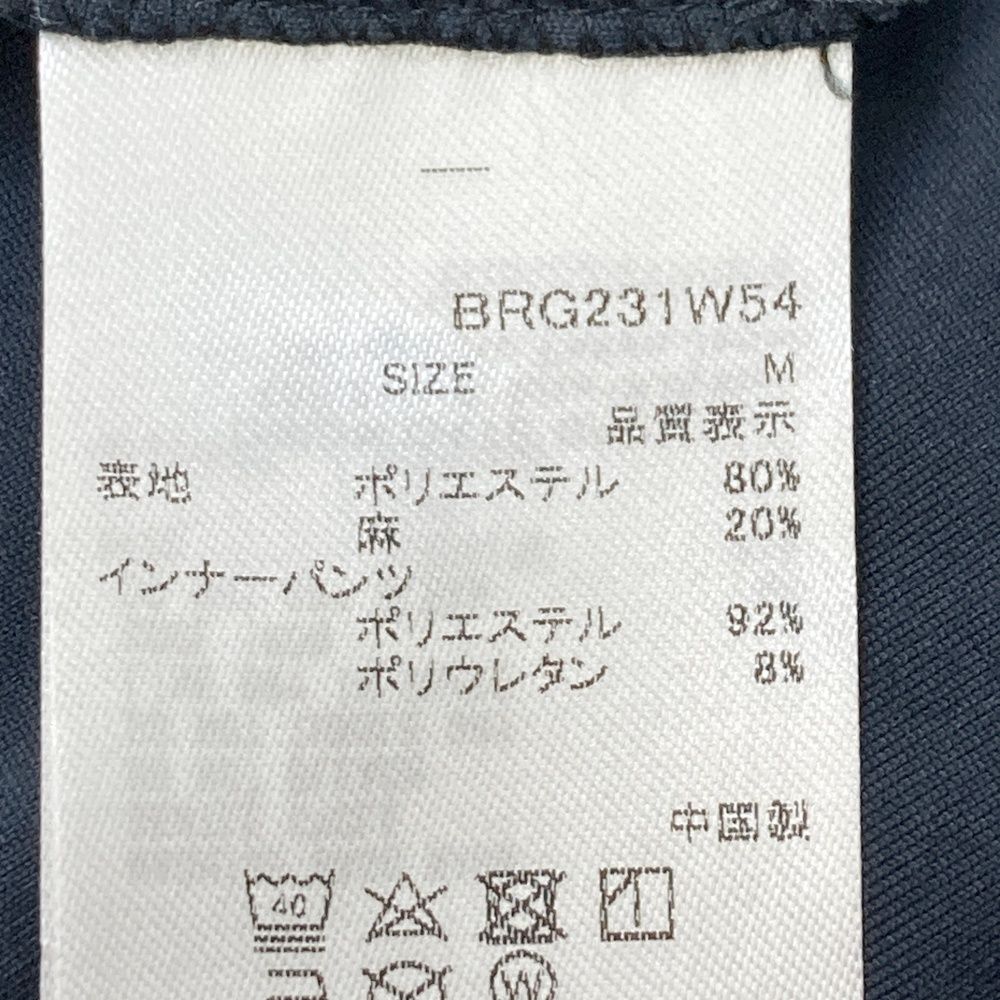 BRG231W54
SIZE M
品質表示
表地 ポリエステル 80%
麻 20%
インナーパンツ
ポリエステル 92%
ポリウレタン 8%
中国製
40
W